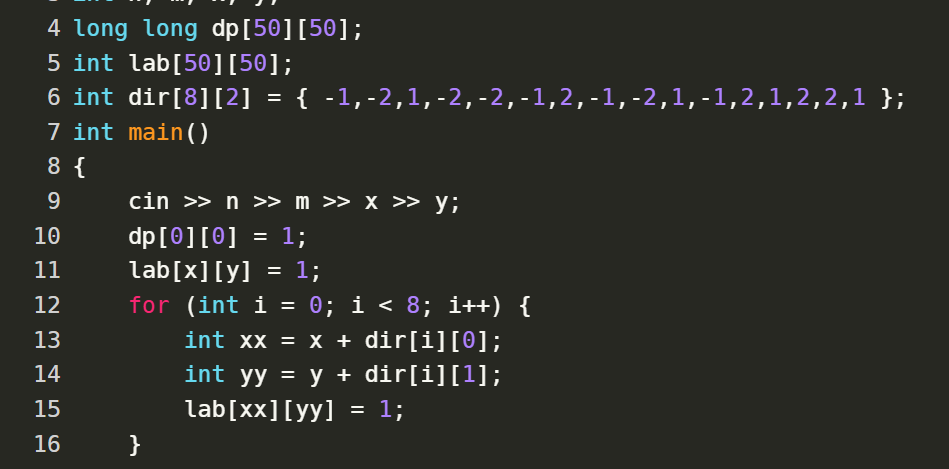 4 long long dp[50][50];
5 int lab[50][50];
6 int dir[8][2] = { -1,-2,1,-2,-2,-1,2,-1,-2,1,-1,2,1,2,2,1 };
7 int main()
8 {
9     cin >> n >> m >> x >> y;
10     dp[0][0] = 1;
11     lab[x][y] = 1;
12     for (int i = 0; i < 8; i++) {
13         int xx = x + dir[i][0];
14         int yy = y + dir[i][1];
15         lab[xx][yy] = 1;
16     }